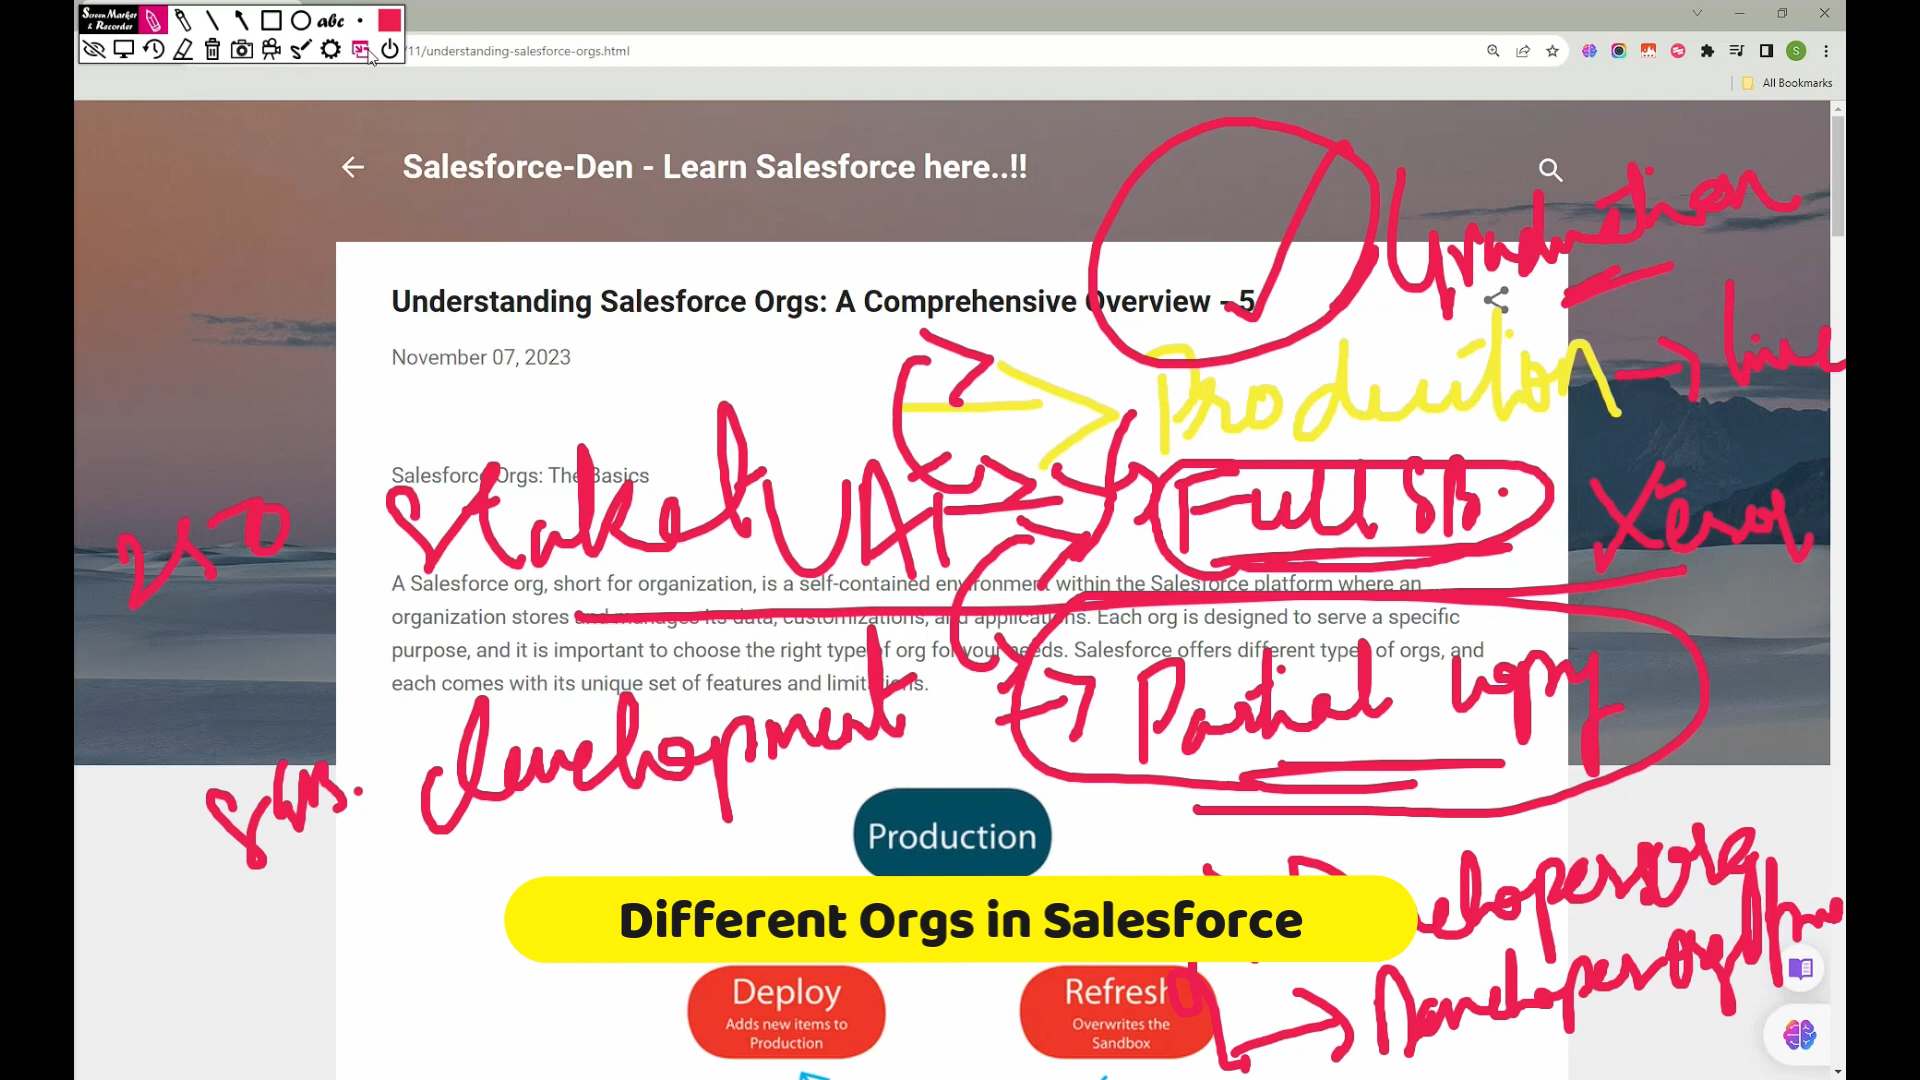 Screen Marker
& Recorder
abc
11/understanding-salesforce-orgs.html
S
All Bookmarks
Salesforce-Den - Learn Salesforce here..!!
Graduation
Understanding Salesforce Orgs: A Comprehensive Overview - 5
November 07, 2023
Production
live
Salesforce Orgs: The Basics
250
UAT
Full SB.
Xerox
A Salesforce org, short for organization, is a self-contained environment within the Salesforce platform where an
organization stores and manages its data, customizations, and applications. Each org is designed to serve a specific
purpose, and it is important to choose the right type of org for your needs. Salesforce offers different types of orgs, and
each comes with its unique set of features and limitations.
Partial copy
development
Production
Different Orgs in Salesforce
Deploy
Adds new items to
Production
Refresh
Overwrites the
Sandbox